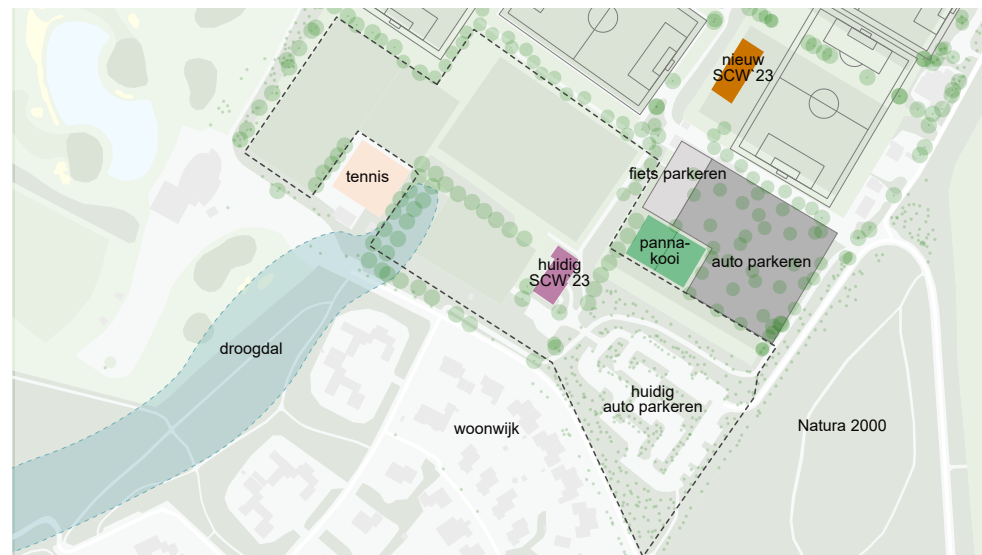 nieuw
SCW`23
fiets parkeren
tennis
panna-
kooi
auto parkeren
huidig
SCW`23
droogdal
huidig
auto parkeren
woonwijk
Natura 2000